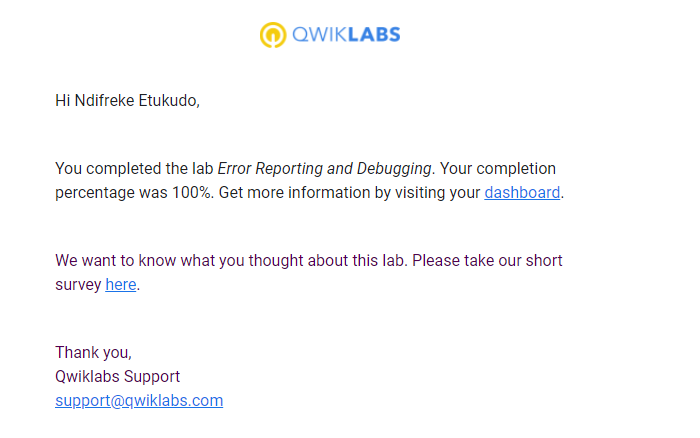 QWIKLABS
Hi Ndifreke Etukudo,
You completed the lab Error Reporting and Debugging. Your completion
percentage was 100%. Get more information by visiting your dashboard.
We want to know what you thought about this lab. Please take our short
survey here.
Thank you,
Qwiklabs Support
support@qwiklabs.com